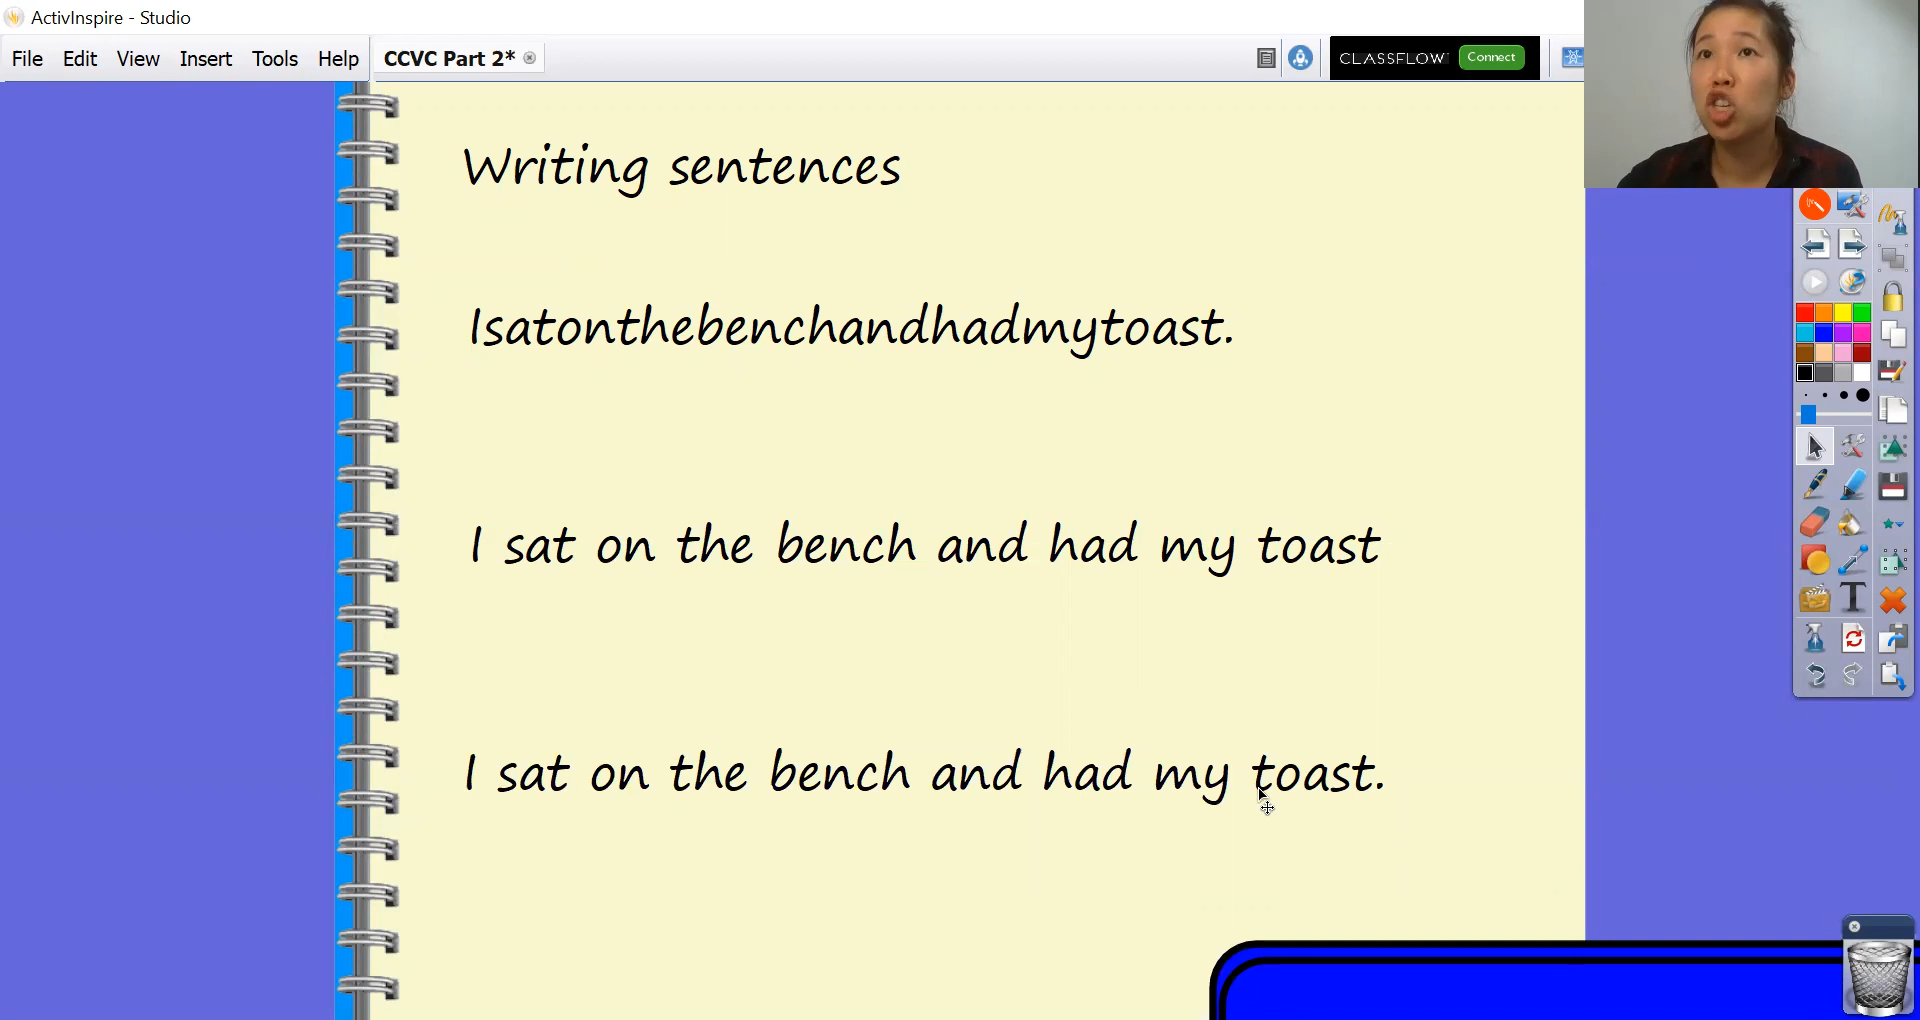 ActivInspire - Studio
File Edit View Insert Tools Help CCVC Part 2* CLASSFLOW Connect
Writing sentences
Isatonthebenchandhadmytoast.
I sat on the bench and had my toast
I sat on the bench and had my toast.